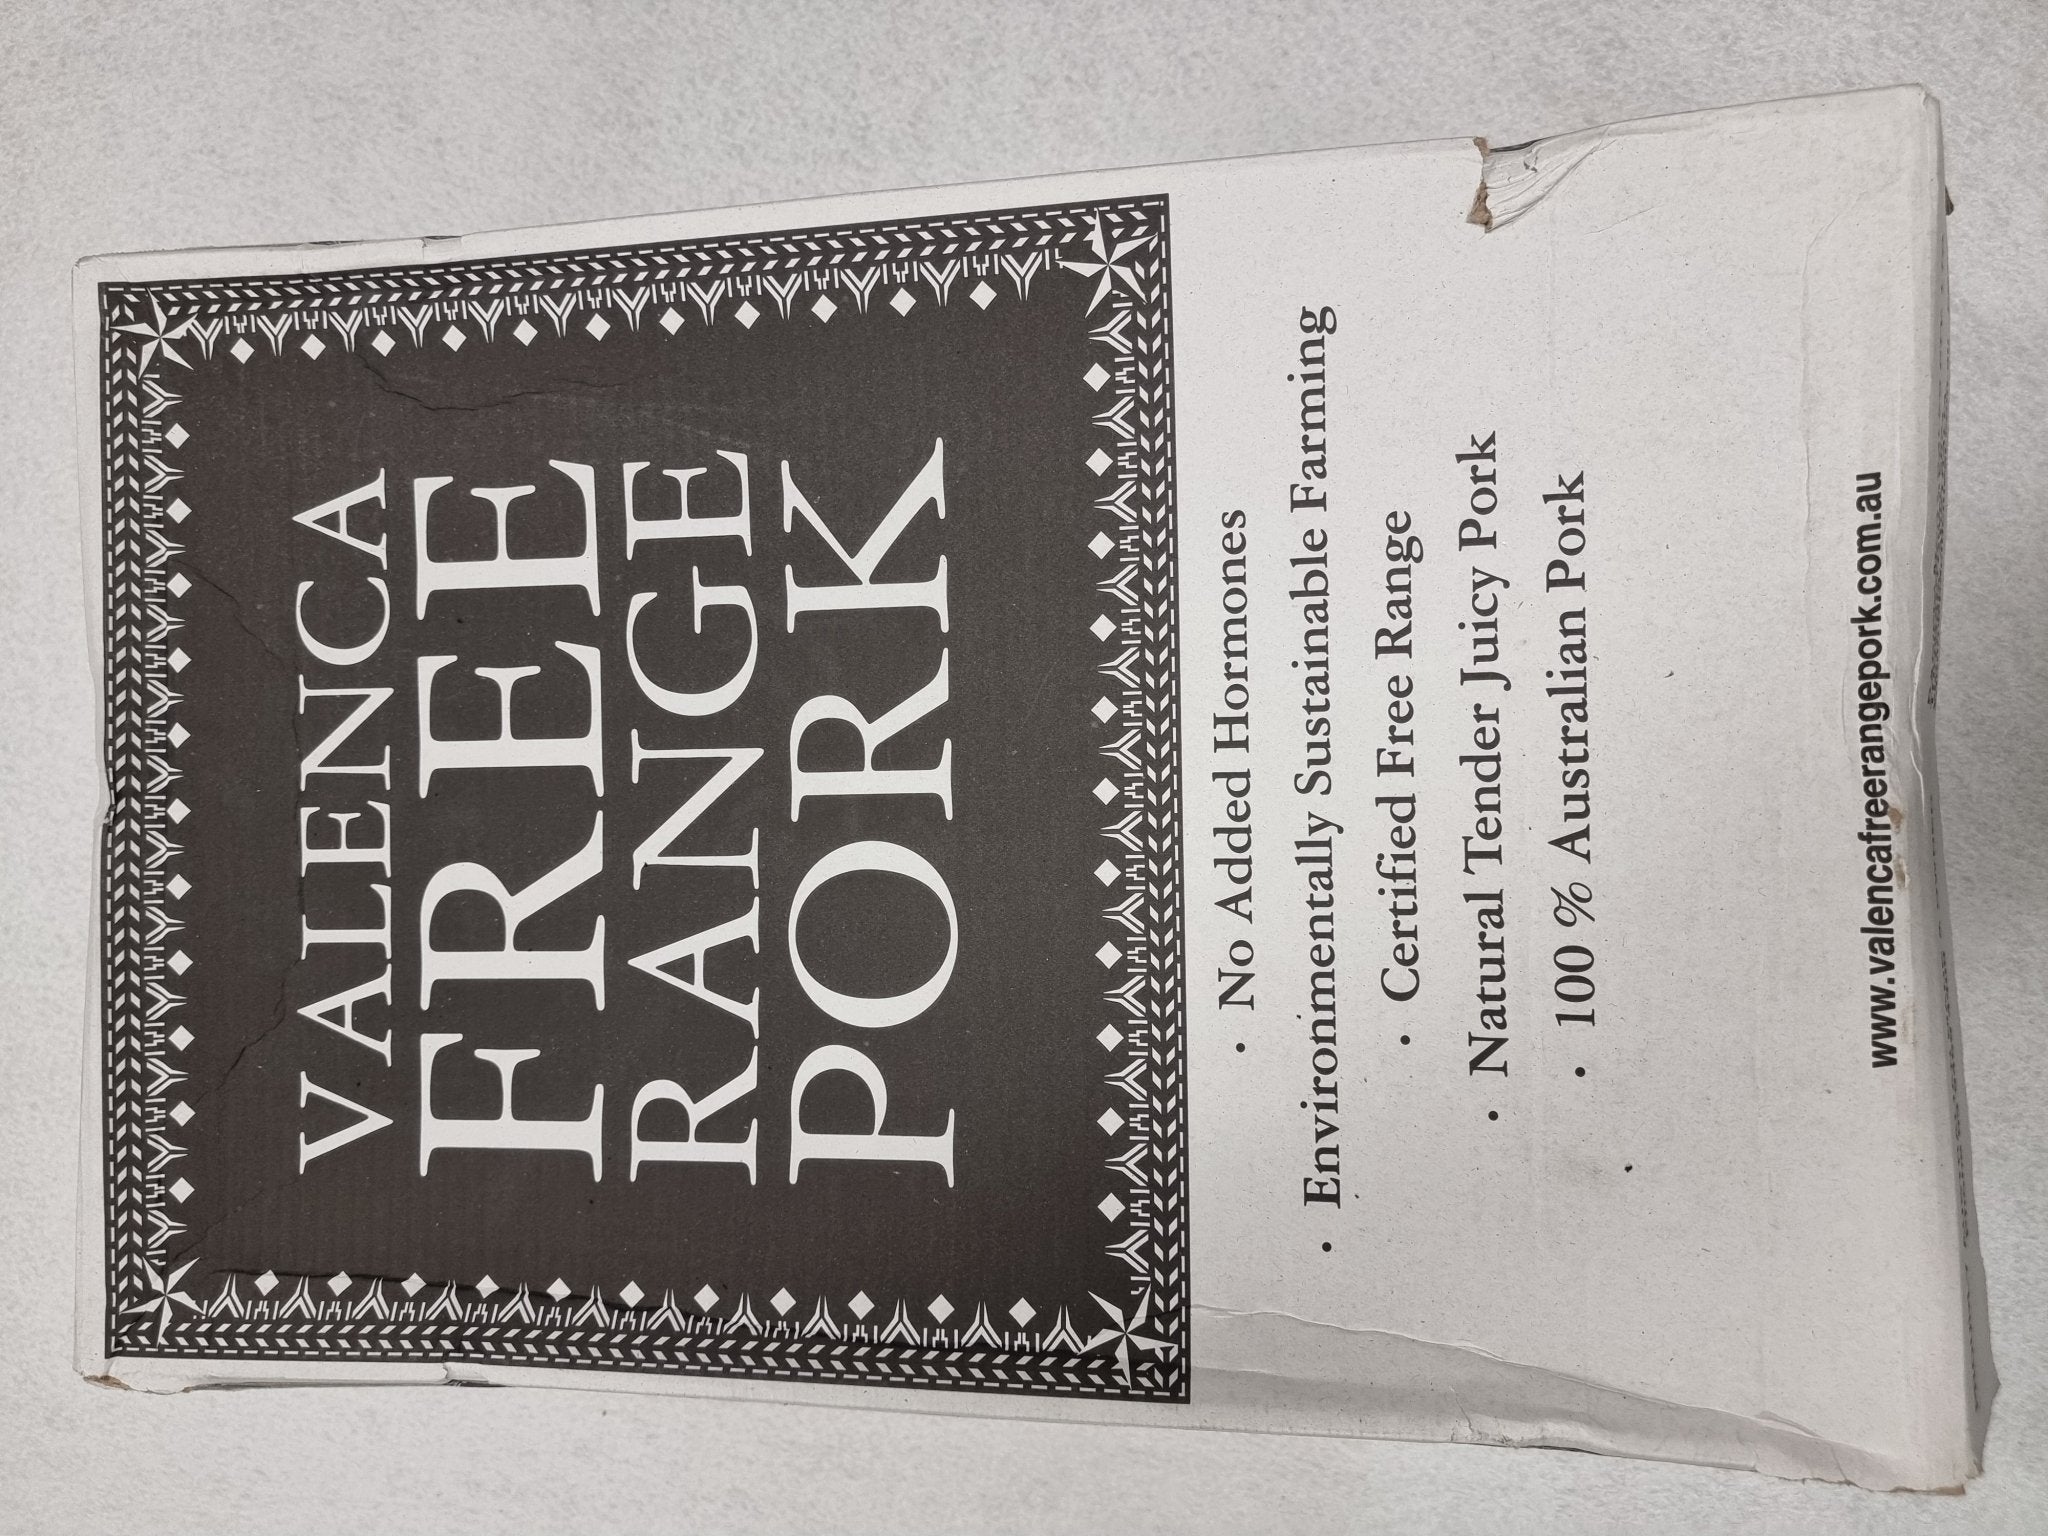 VALENCA
FREE
RANGE
PORK
• No Added Hormones
• Environmentally Sustainable Farming
• Certified Free Range
• Natural Tender Juicy Pork
• 100 % Australian Pork
www.valencafreerangepork.com.au